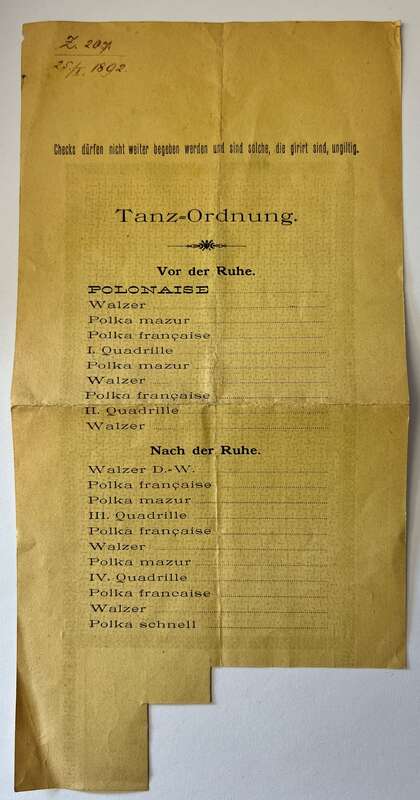 Z. 207.
25/I. 1892.
Checks dürfen nicht weiter begeben werden und sind solche, die girirt sind, ungiltig.
Tanz-Ordnung.
Vor der Ruhe.
POLONAISE
Walzer
Polka mazur
Polka française
I. Quadrille
Polka mazur
Walzer
Polka française
II. Quadrille
Walzer
Nach der Ruhe.
Walzer D.-W.
Polka française
Polka mazur
III. Quadrille
Polka française
Walzer
Polka mazur
IV. Quadrille
Polka francaise
Walzer
Polka schnell